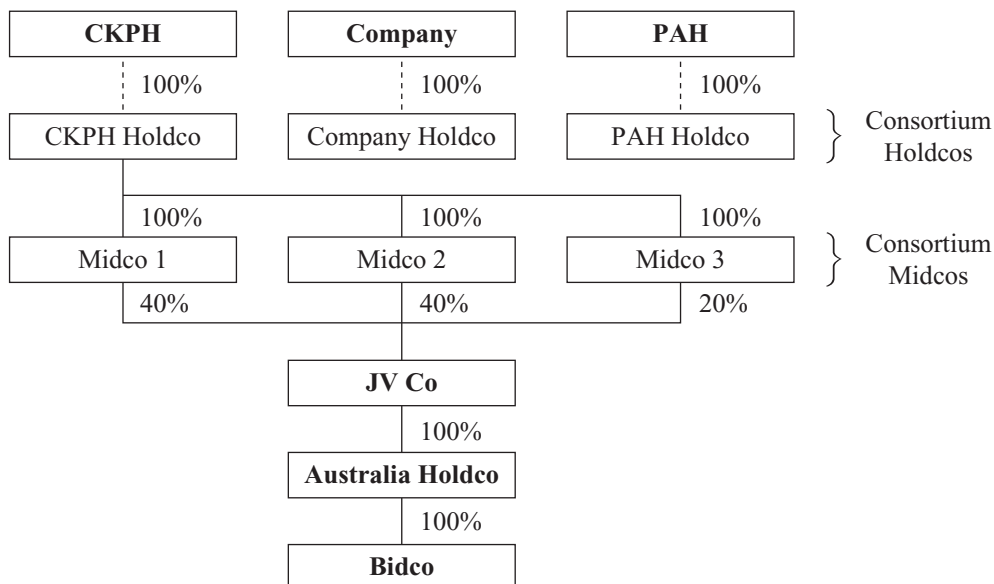 CKPH Company PAH
100% 100% 100%
CKPH Holdco Company Holdco PAH Holdco Consortium
Holdcos
100% 100% 100%
Midco 1 Midco 2 Midco 3 Consortium
Midcos
40% 40% 20%
JV Co
100%
Australia Holdco
100%
Bidco